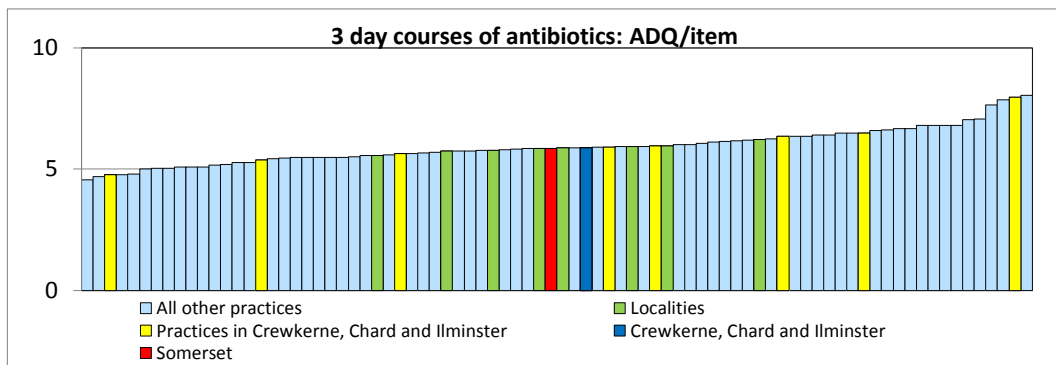 3 day courses of antibiotics: ADQ/item
10
5
0
All other practices
Localities
Practices in Crewkerne, Chard and Ilminster
Crewkerne, Chard and Ilminster
Somerset